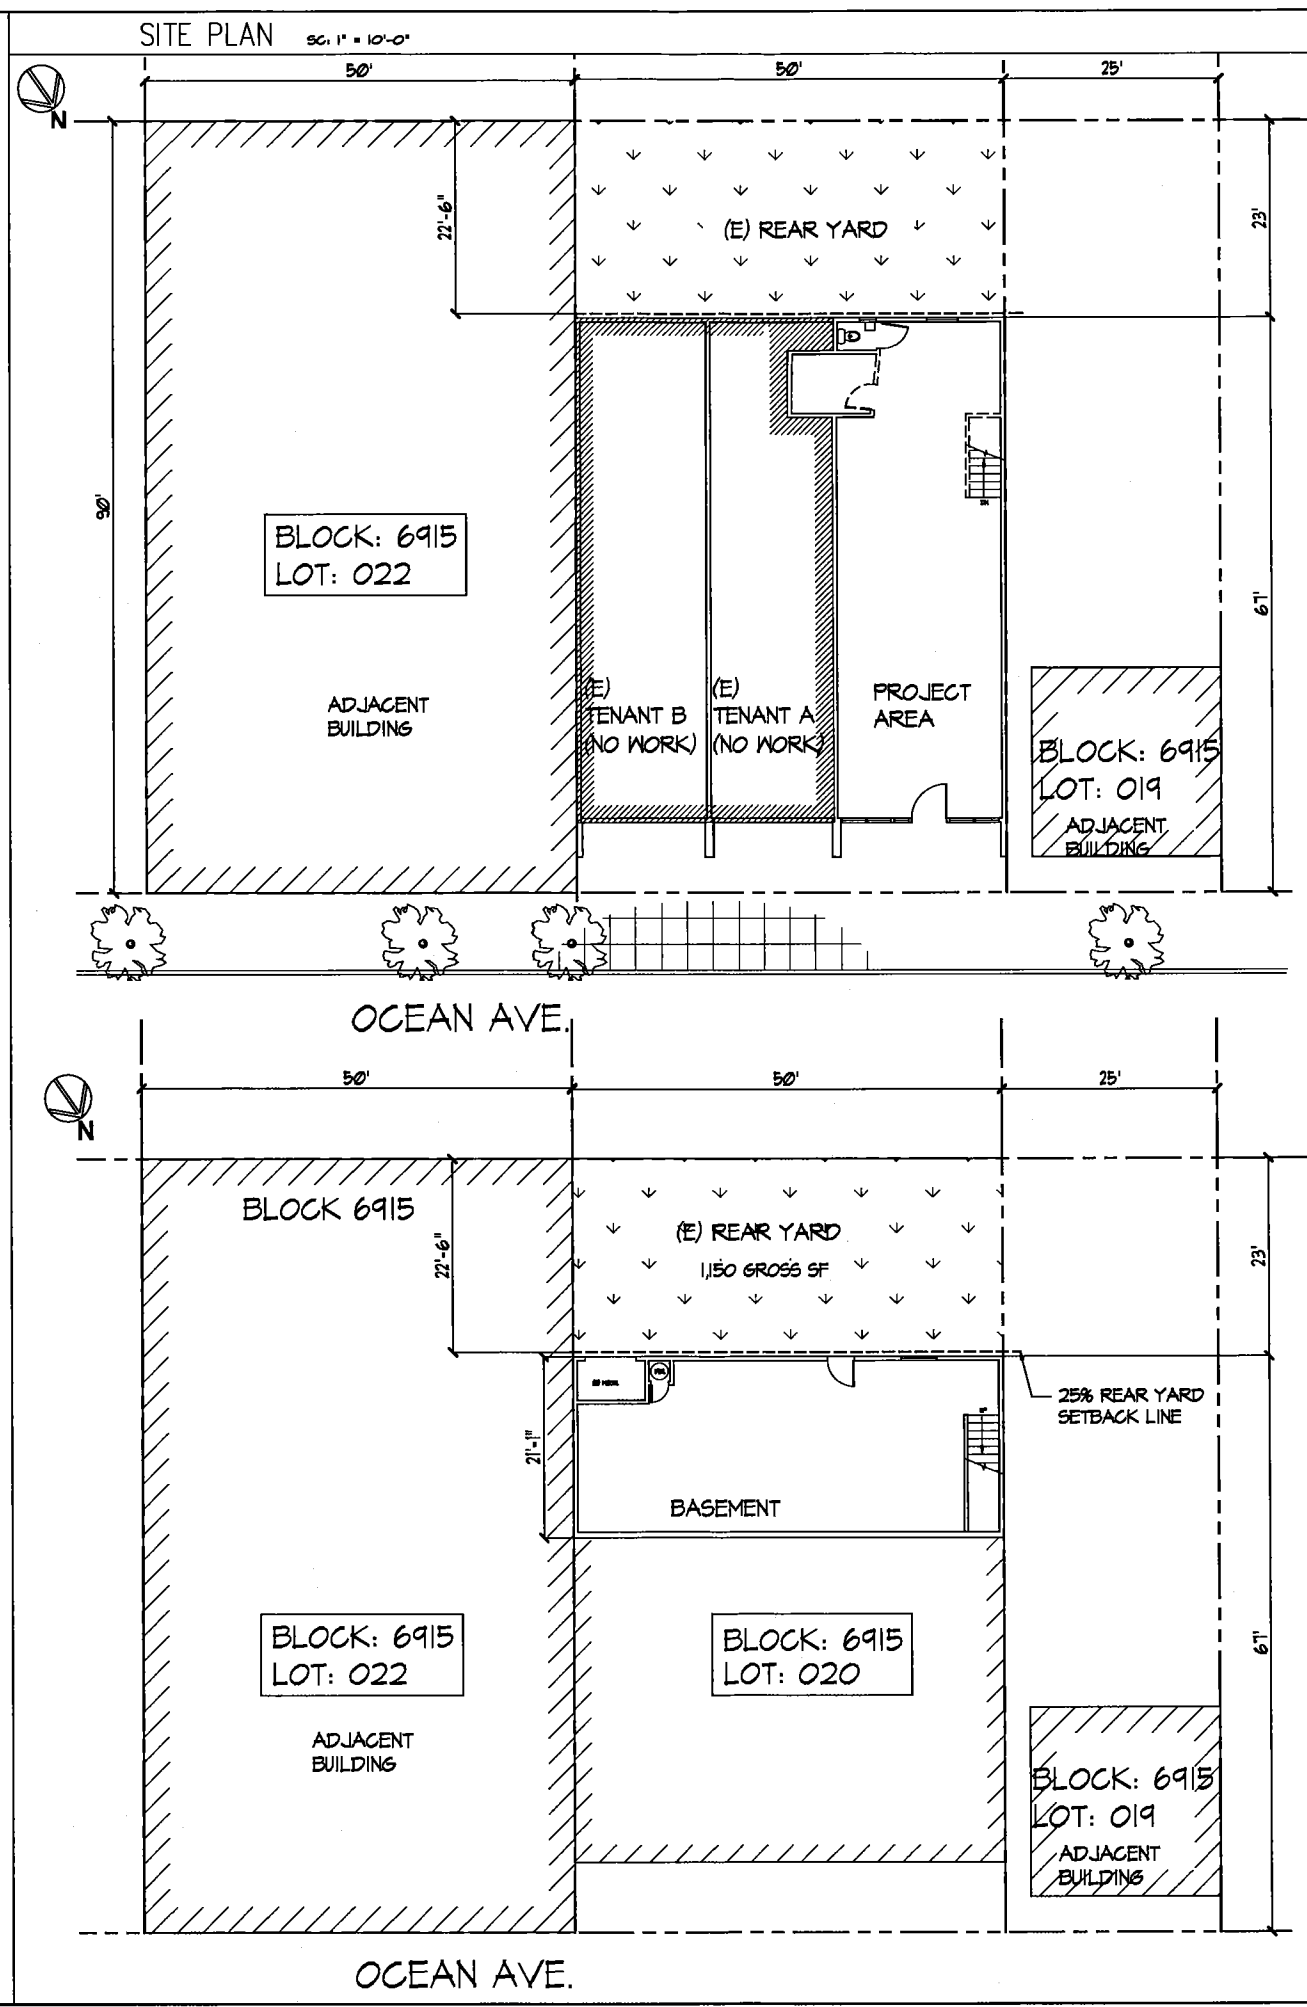 SITE PLAN SC: 1" = 10'-0"
50'
50'
25'
N
22'-6"
23'
(E) REAR YARD
90'
BLOCK: 6915
LOT: 022
67'
ADJACENT
BUILDING
(E)
TENANT B
(NO WORK)
(E)
TENANT A
(NO WORK)
PROJECT
AREA
BLOCK: 6915
LOT: 019
ADJACENT
BUILDING
OCEAN AVE.
50'
50'
25'
N
BLOCK 6915
22'-6"
(E) REAR YARD
1,150 GROSS SF
23'
25% REAR YARD
SETBACK LINE
21'-1"
BASEMENT
BLOCK: 6915
LOT: 022
BLOCK: 6915
LOT: 020
67'
ADJACENT
BUILDING
BLOCK: 6915
LOT: 019
ADJACENT
BUILDING
OCEAN AVE.